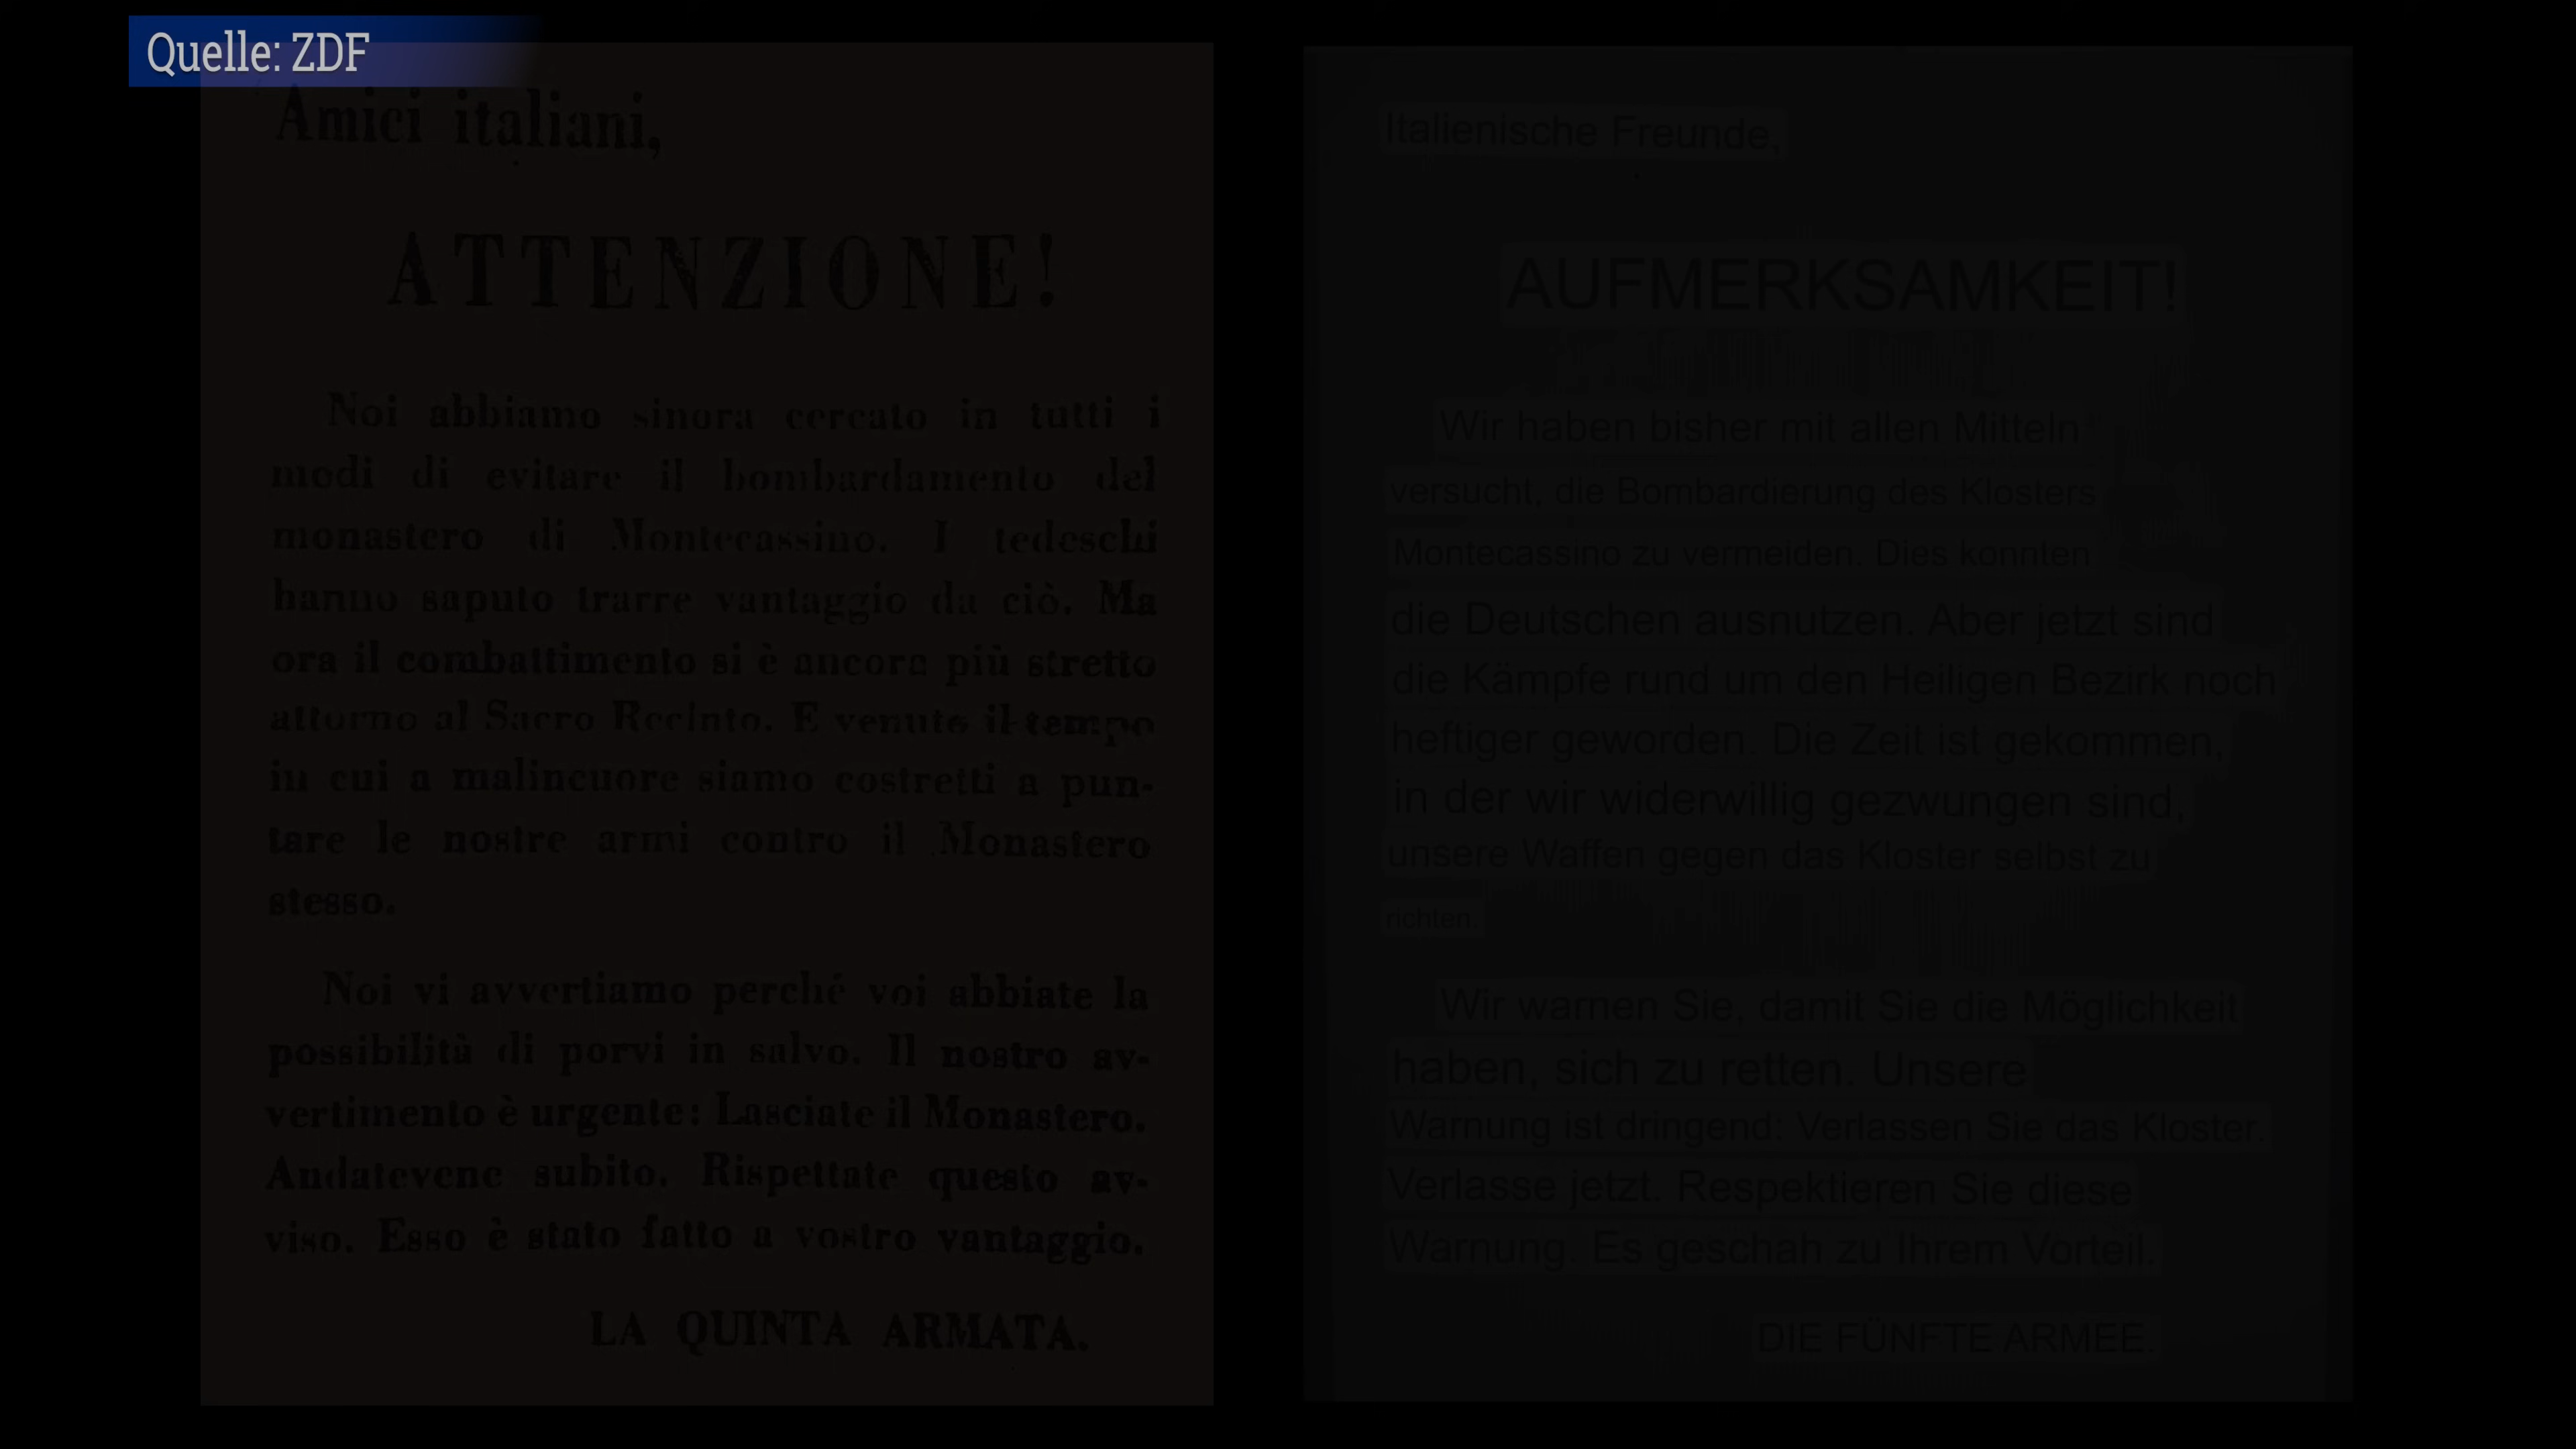 Quelle: ZDF
Amici italiani,
ATTENZIONE!
Noi abbiamo sinora cercato in tutti i
modi di evitare il bombardamento del
monastero di Montecassino. I tedeschi
hanno saputo trarre vantaggio da ciò. Ma
ora il combattimento si è ancora più stretto
attorno al Sacro Recinto. E venuto il tempo
in cui a malincuore siamo costretti a pun-
tare le nostre armi contro il Monastero
stesso.
Noi vi avvertiamo perché voi abbiate la
possibilità di porvi in salvo. Il nostro av-
vertimento è urgente: Lasciate il Monastero.
Andatevene subito. Rispettate questo av-
viso. Esso è stato fatto a vostro vantaggio.
LA QUINTA ARMATA.
Italienische Freunde,
AUFMERKSAMKEIT!
Wir haben bisher mit allen Mitteln
versucht, die Bombardierung des Klosters
Montecassino zu vermeiden. Dies konnten
die Deutschen ausnutzen. Aber jetzt sind
die Kämpfe rund um den Heiligen Bezirk noch
heftiger geworden. Die Zeit ist gekommen,
in der wir widerwillig gezwungen sind,
unsere Waffen gegen das Kloster selbst zu
richten.
Wir warnen Sie, damit Sie die Möglichkeit
haben, sich zu retten. Unsere
Warnung ist dringend: Verlassen Sie das Kloster.
Verlasse jetzt. Respektieren Sie diese
Warnung. Es geschah zu Ihrem Vorteil.
DIE FÜNFTE ARMEE.